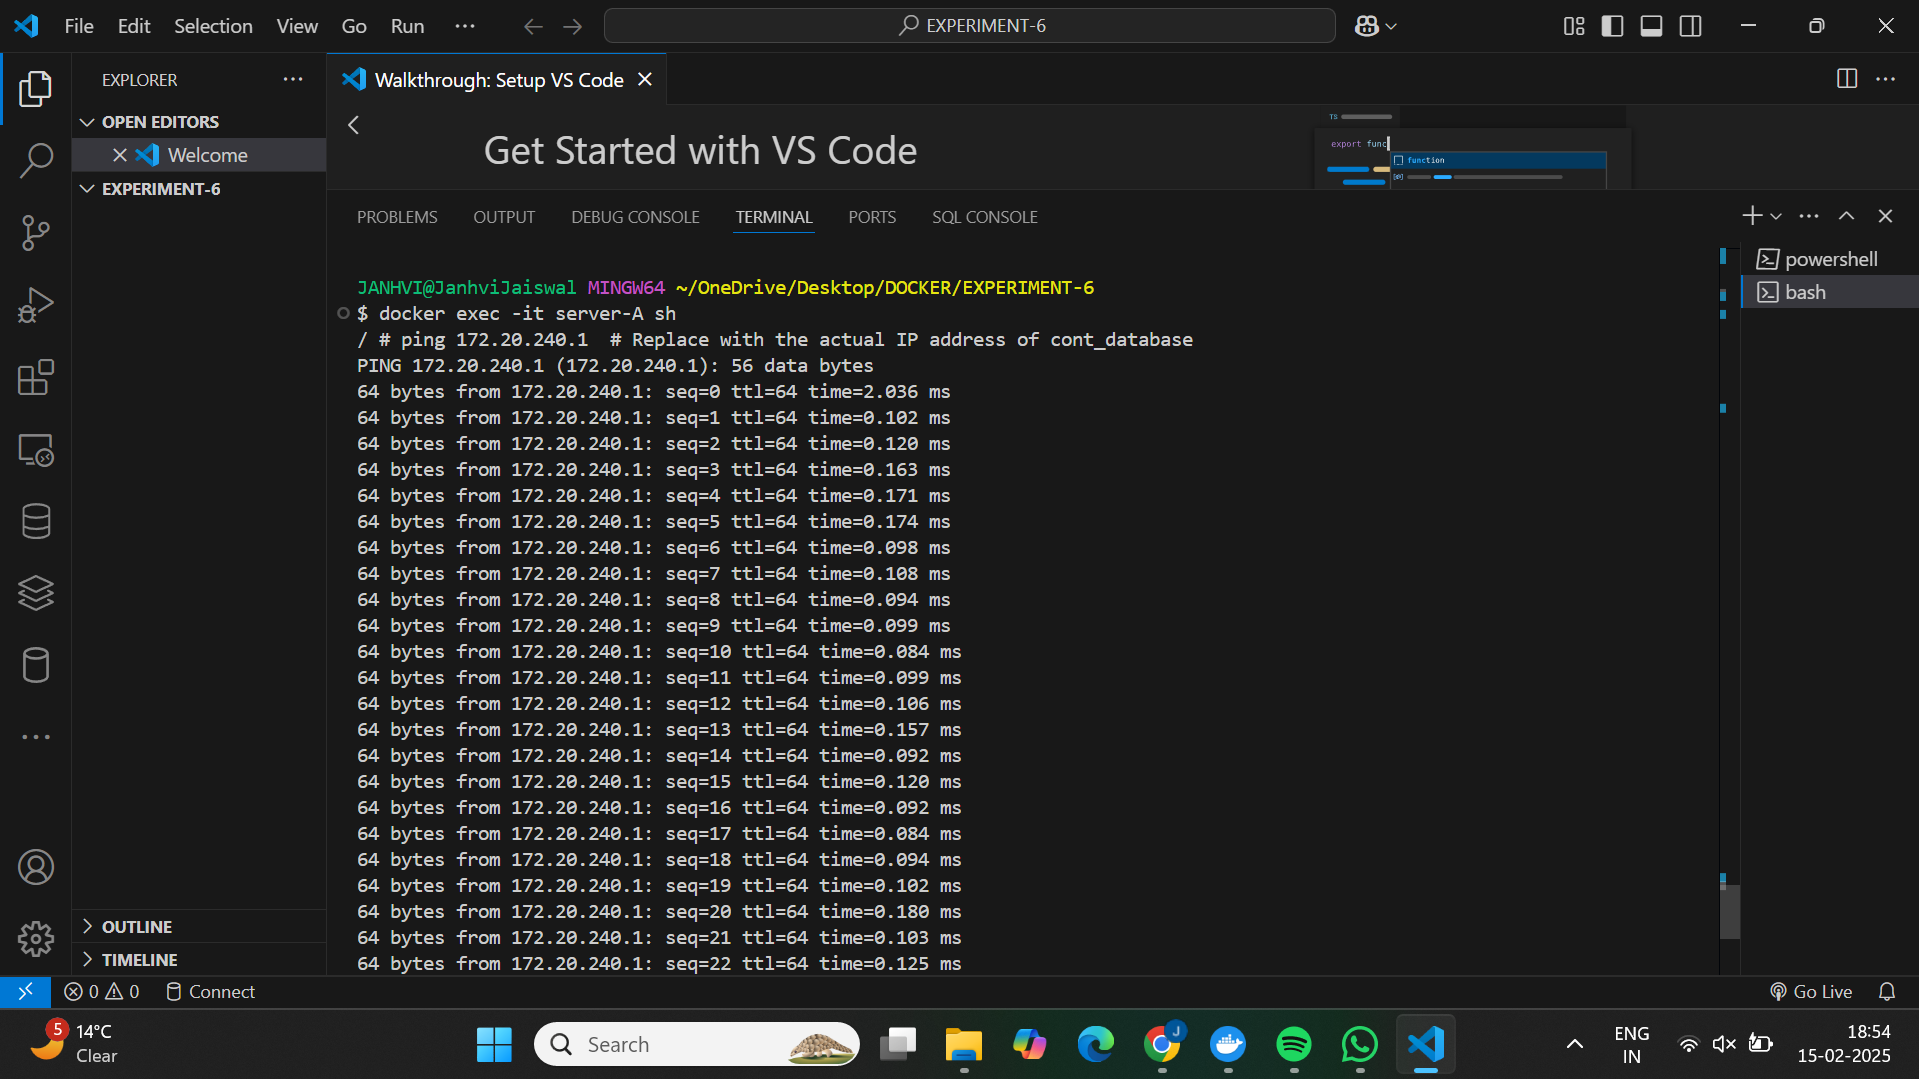 File Edit Selection View Go Run
EXPERIMENT-6
EXPLORER
OPEN EDITORS
Welcome
EXPERIMENT-6
OUTLINE
TIMELINE
Walkthrough: Setup VS Code
Get Started with VS Code
TS
export func
function
PROBLEMS OUTPUT DEBUG CONSOLE TERMINAL PORTS SQL CONSOLE
powershell
bash
JANHVI@JanhviJaiswal MINGW64 ~/OneDrive/Desktop/DOCKER/EXPERIMENT-6
$ docker exec -it server-A sh
/ # ping 172.20.240.1  # Replace with the actual IP address of cont_database
PING 172.20.240.1 (172.20.240.1): 56 data bytes
64 bytes from 172.20.240.1: seq=0 ttl=64 time=2.036 ms
64 bytes from 172.20.240.1: seq=1 ttl=64 time=0.102 ms
64 bytes from 172.20.240.1: seq=2 ttl=64 time=0.120 ms
64 bytes from 172.20.240.1: seq=3 ttl=64 time=0.163 ms
64 bytes from 172.20.240.1: seq=4 ttl=64 time=0.171 ms
64 bytes from 172.20.240.1: seq=5 ttl=64 time=0.174 ms
64 bytes from 172.20.240.1: seq=6 ttl=64 time=0.098 ms
64 bytes from 172.20.240.1: seq=7 ttl=64 time=0.108 ms
64 bytes from 172.20.240.1: seq=8 ttl=64 time=0.094 ms
64 bytes from 172.20.240.1: seq=9 ttl=64 time=0.099 ms
64 bytes from 172.20.240.1: seq=10 ttl=64 time=0.084 ms
64 bytes from 172.20.240.1: seq=11 ttl=64 time=0.099 ms
64 bytes from 172.20.240.1: seq=12 ttl=64 time=0.106 ms
64 bytes from 172.20.240.1: seq=13 ttl=64 time=0.157 ms
64 bytes from 172.20.240.1: seq=14 ttl=64 time=0.092 ms
64 bytes from 172.20.240.1: seq=15 ttl=64 time=0.120 ms
64 bytes from 172.20.240.1: seq=16 ttl=64 time=0.092 ms
64 bytes from 172.20.240.1: seq=17 ttl=64 time=0.084 ms
64 bytes from 172.20.240.1: seq=18 ttl=64 time=0.094 ms
64 bytes from 172.20.240.1: seq=19 ttl=64 time=0.102 ms
64 bytes from 172.20.240.1: seq=20 ttl=64 time=0.180 ms
64 bytes from 172.20.240.1: seq=21 ttl=64 time=0.103 ms
64 bytes from 172.20.240.1: seq=22 ttl=64 time=0.125 ms
0 0 Connect
Go Live
5
14°C
Clear
Search
J
ENG
IN
18:54
15-02-2025